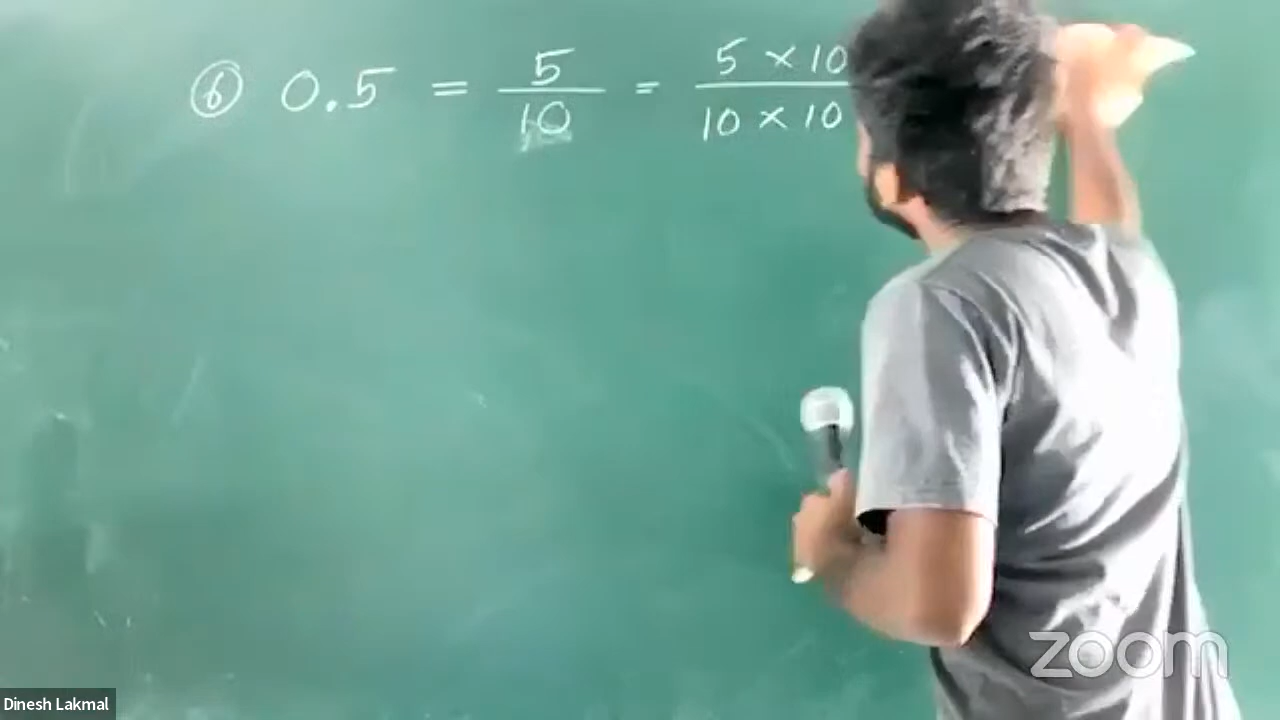 ⑥ 0.5 = 5/10 = 5 × 10 / 10 × 10
zoom
Dinesh Lakmal